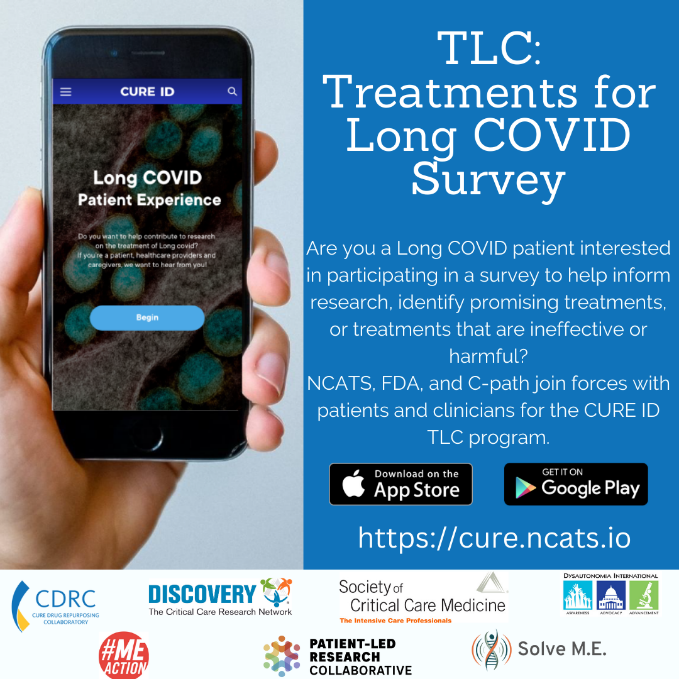 CURE ID
Long COVID
Patient Experience
Do you want to help contribute to research
on the treatment of Long covid?
If you're a patient, healthcare providers and
caregivers, we want to hear from you!
Begin
TLC:
Treatments for
Long COVID
Survey
Are you a Long COVID patient interested
in participating in a survey to help inform
research, identify promising treatments,
or treatments that are ineffective or
harmful?
NCATS, FDA, and C-path join forces with
patients and clinicians for the CURE ID
TLC program.
Download on the
App Store
GET IT ON
Google Play
https://cure.ncats.io
CDRC
CURE DRUG REPURPOSING
COLLABORATORY
DISCOVERY
The Critical Care Research Network
Society of
Critical Care Medicine
The Intensive Care Professionals
DYSAUTONOMIA INTERNATIONAL
AWARENESS ADVOCACY ADVANCEMENT
#ME
ACTION
PATIENT-LED
RESEARCH
COLLABORATIVE
Solve M.E.